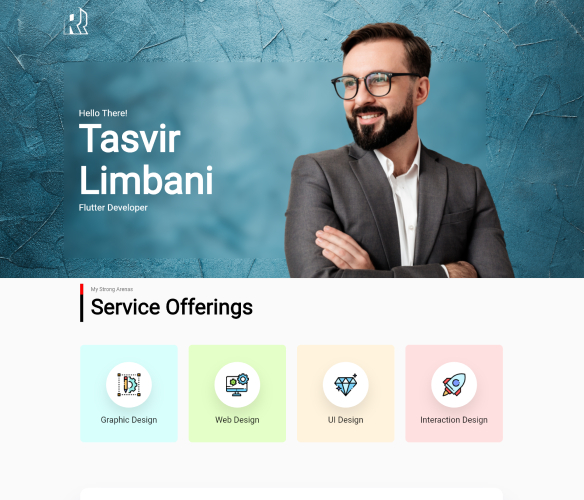 Hello There!
Tasvir
Limbani
Flutter Developer
My Strong Arenas
Service Offerings
Graphic Design
Web Design
UI Design
Interaction Design